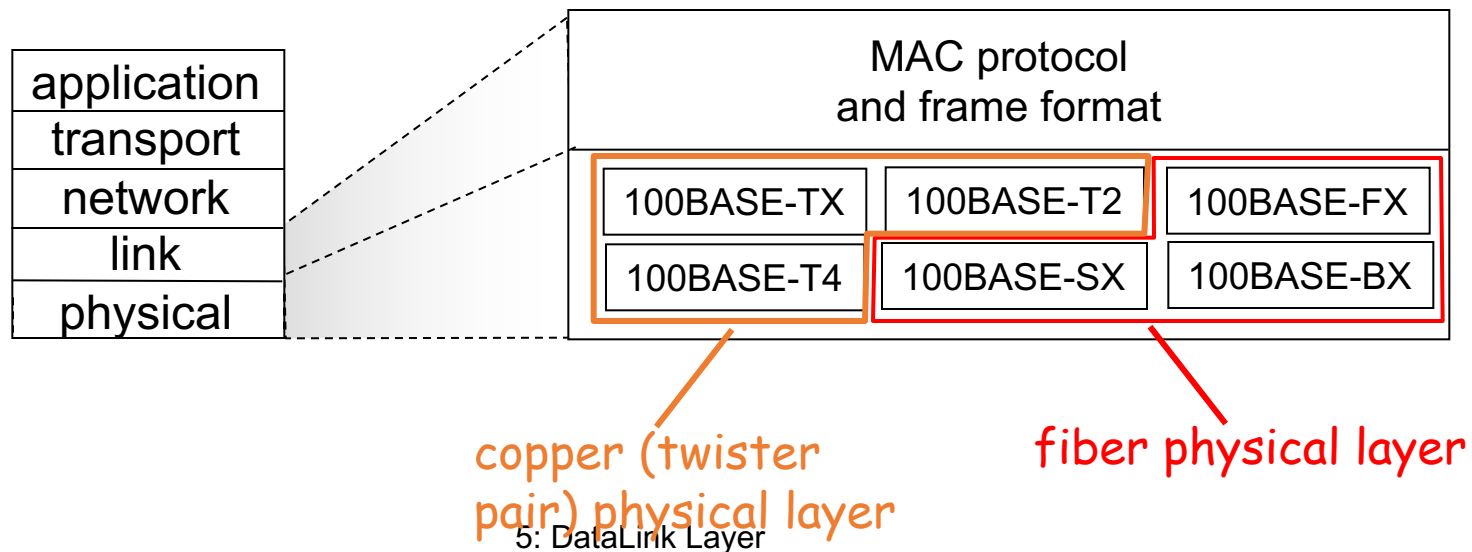 application
transport
network
link
physical
MAC protocol
and frame format
100BASE-TX
100BASE-T2
100BASE-FX
100BASE-T4
100BASE-SX
100BASE-BX
copper (twister
pair) physical layer
fiber physical layer
5: DataLink Layer